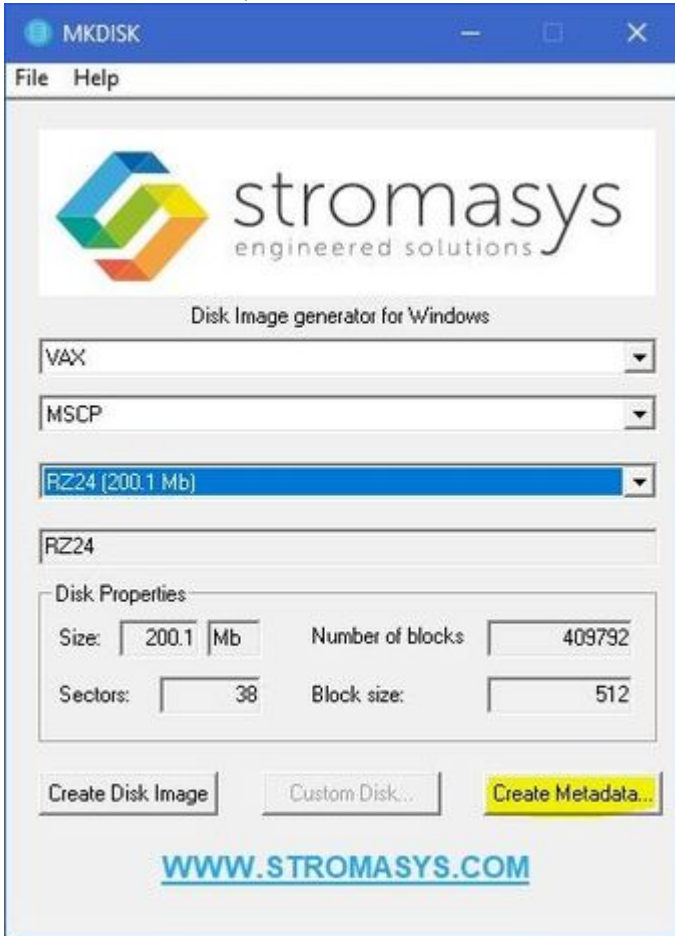 MKDISK
File Help
stromasys
engineered solutions
Disk Image generator for Windows
VAX
MSCP
RZ24 (200.1 Mb)
RZ24
Disk Properties
Size: 200.1 Mb Number of blocks 409792
Sectors: 38 Block size: 512
Create Disk Image Custom Disk... Create Metadata...
WWW.STROMASYS.COM